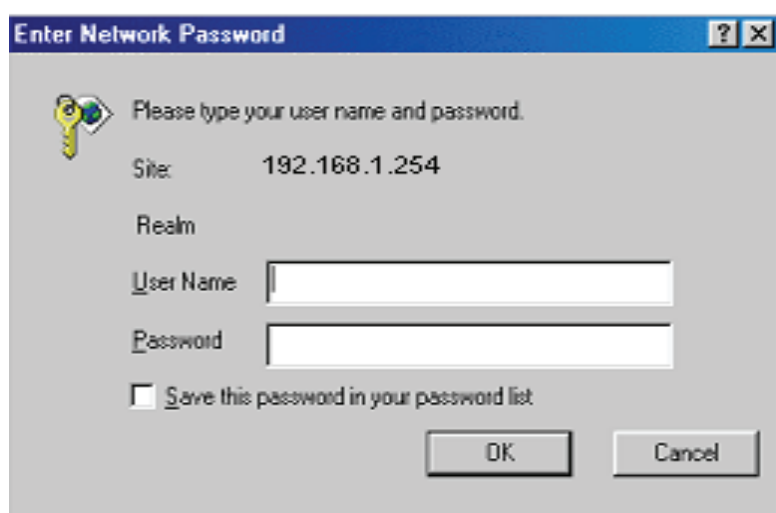 Enter Network Password
Please type your user name and password.
Site: 192.168.1.254
Realm
User Name
Password
Save this password in your password list
OK Cancel